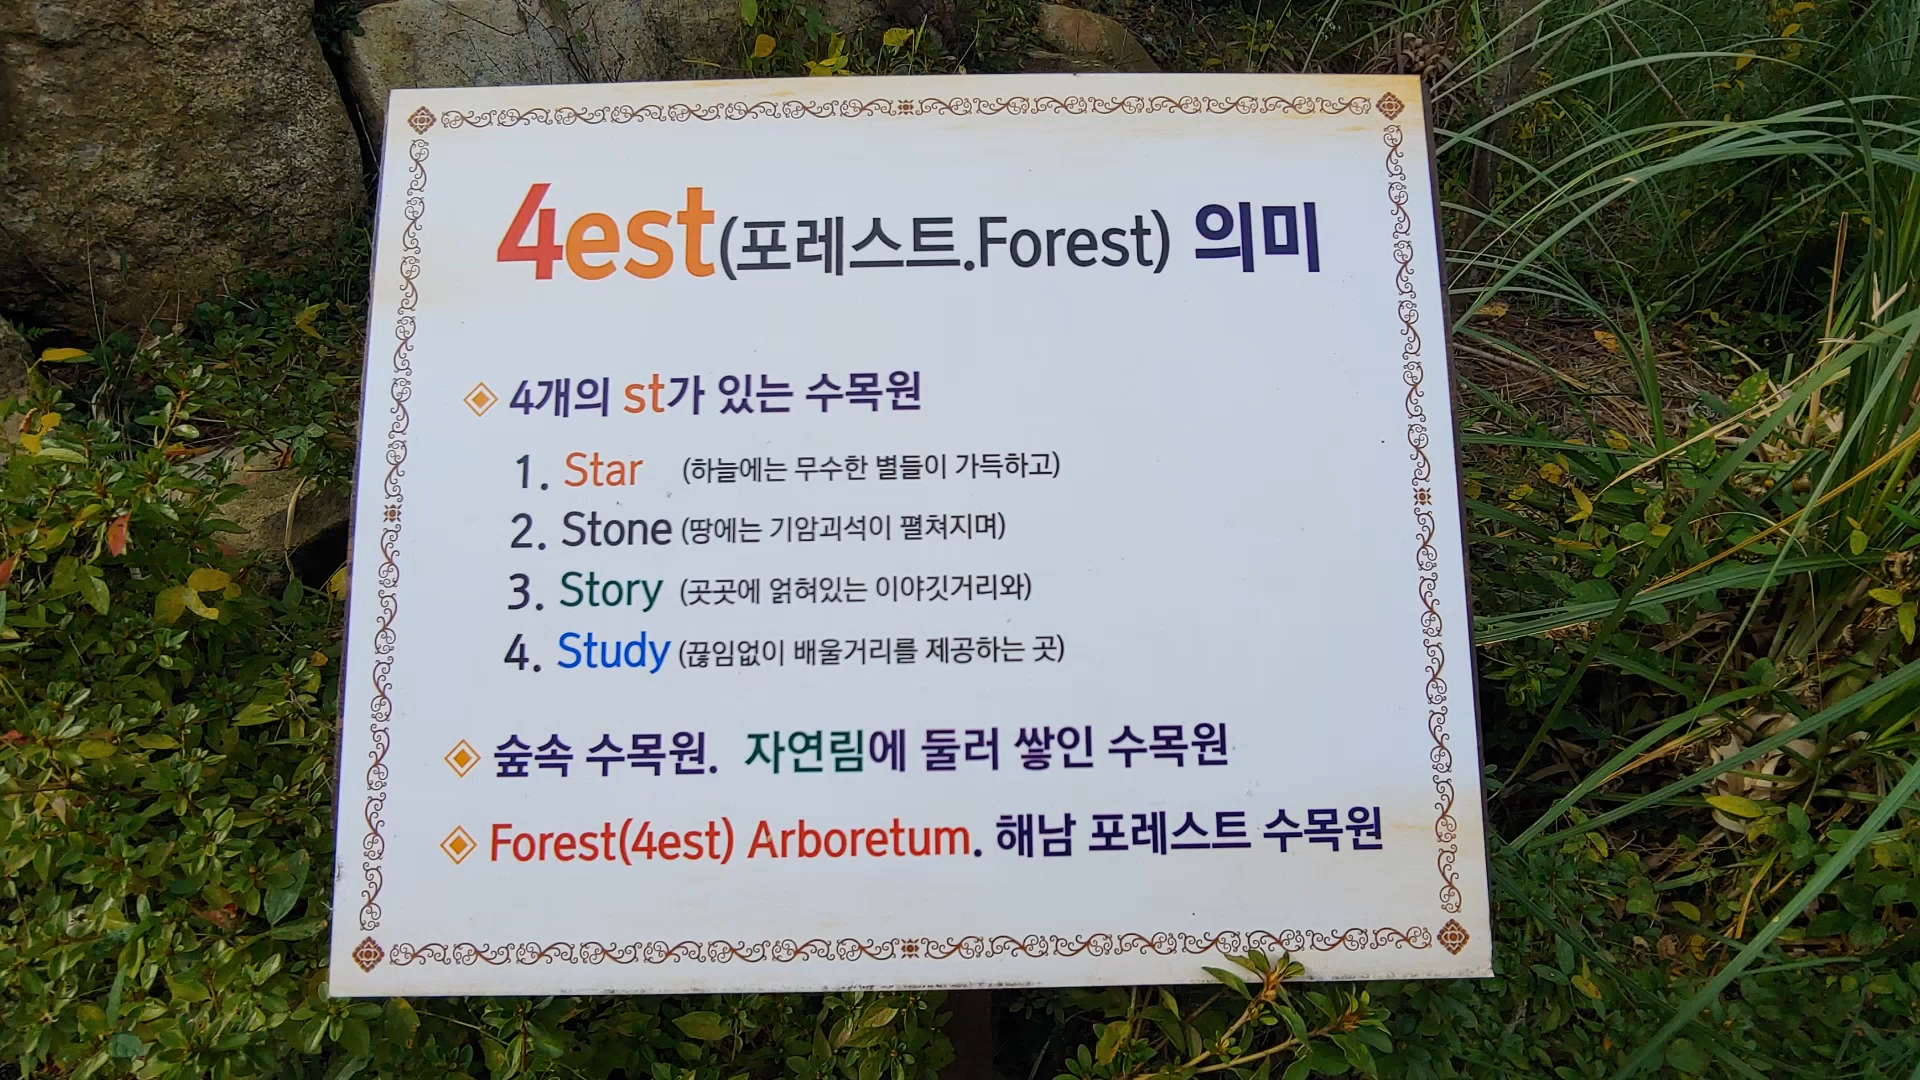 4est(포레스트.Forest) 의미
4개의 st가 있는 수목원
1. Star (하늘에는 무수한 별들이 가득하고)
2. Stone (땅에는 기암괴석이 펼쳐지며)
3. Story (곳곳에 얽혀있는 이야깃거리와)
4. Study (끊임없이 배울거리를 제공하는 곳)
숲속 수목원. 자연림에 둘러 쌓인 수목원
Forest(4est) Arboretum. 해남 포레스트 수목원